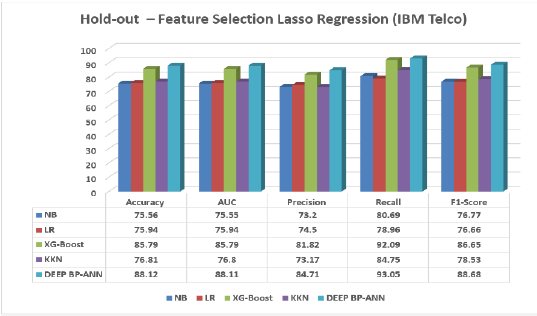 Hold-out – Feature Selection Lasso Regression (IBM Telco)
100
90
80
70
60
50
40
30
20
10
0
Accuracy AUC Precision Recall F1-Score
NB 75.56 75.55 73.2 80.69 76.77
LR 75.94 75.94 74.5 78.96 76.66
XG-Boost 85.79 85.79 81.82 92.09 86.65
KKN 76.81 76.8 73.17 84.75 78.53
DEEP BP-ANN 88.12 88.11 84.71 93.05 88.68
NB LR XG-Boost KKN DEEP BP-ANN